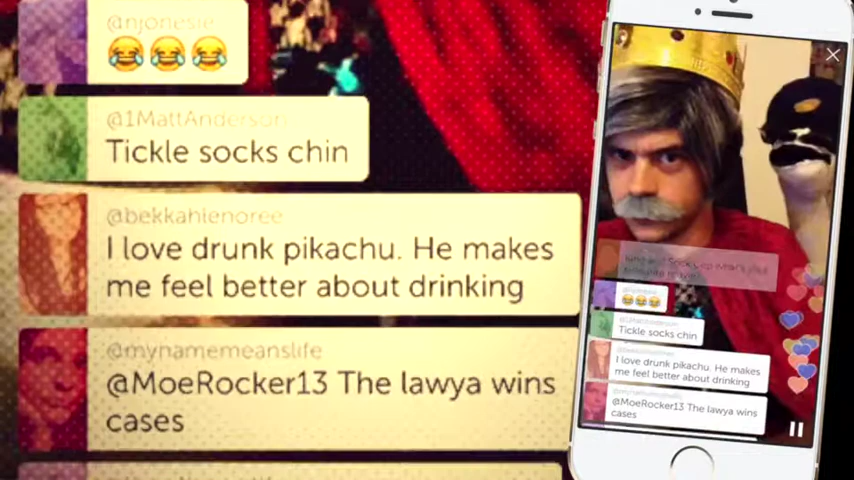 @njonesie
😂😂😂
@1MattAnderson
Tickle socks chin
@bekkahienoree
I love drunk pikachu. He makes
me feel better about drinking
@mynamemeanslife
@MoeRocker13 The lawya wins
cases
😂😂😂
Tickle socks chin
I love drunk pikachu. He makes
me feel better about drinking
@MoeRocker13 The lawya wins
cases